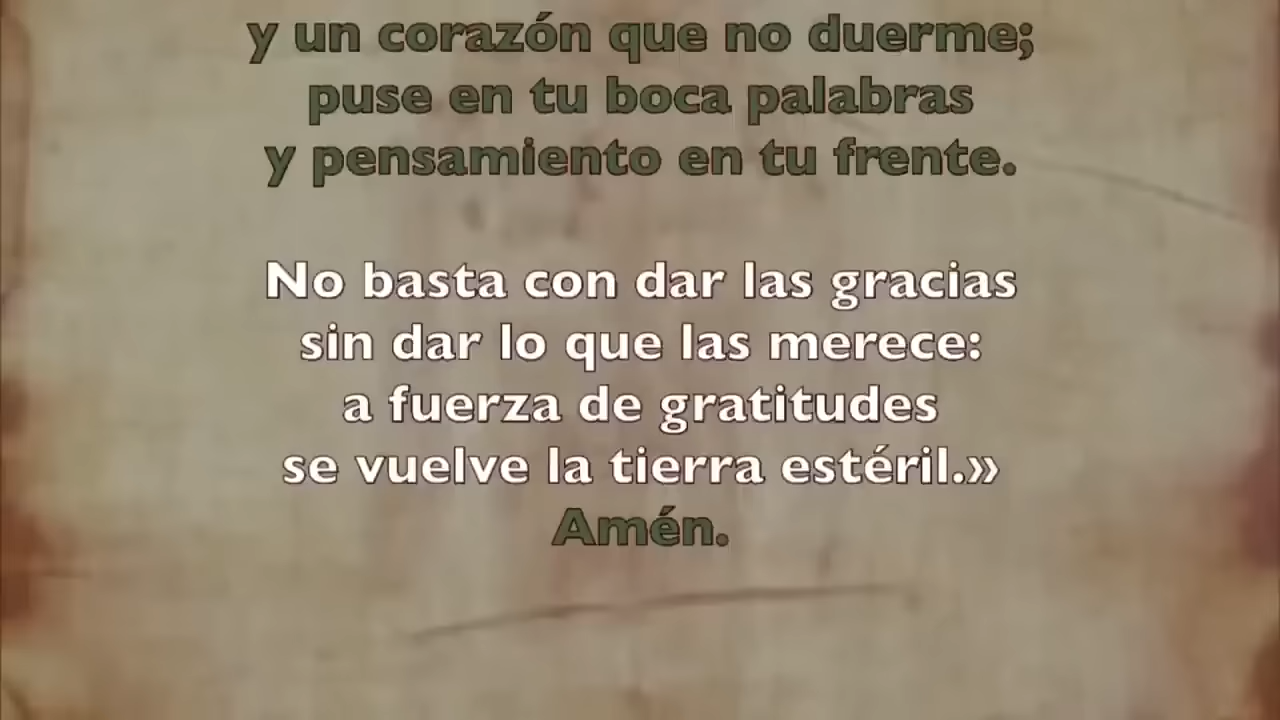 y un corazón que no duerme;
puse en tu boca palabras
y pensamiento en tu frente.
No basta con dar las gracias
sin dar lo que las merece:
a fuerza de gratitudes
se vuelve la tierra estéril.»
Amén.